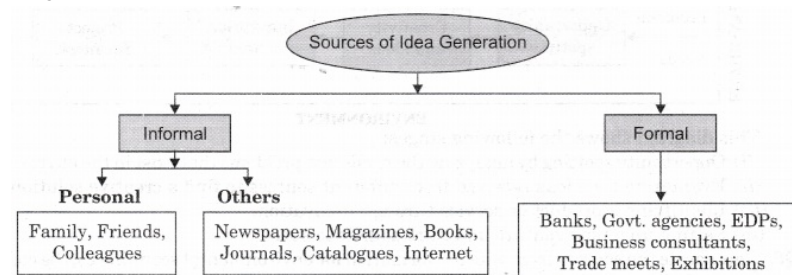 Sources of Idea Generation
Informal
Formal
Personal
Others
Family, Friends,
Colleagues
Newspapers, Magazines, Books,
Journals, Catalogues, Internet
Banks, Govt. agencies, EDPs,
Business consultants,
Trade meets, Exhibitions